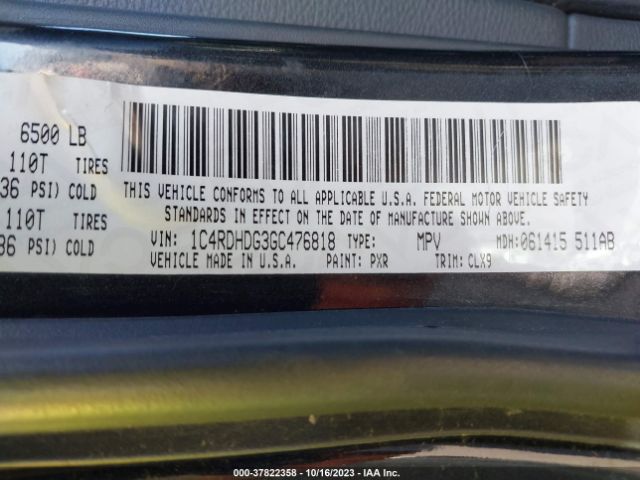 6500 LB
110T TIRES
36 PSI) COLD
110T TIRES
36 PSI) COLD
THIS VEHICLE CONFORMS TO ALL APPLICABLE U.S.A. FEDERAL MOTOR VEHICLE SAFETY
STANDARDS IN EFFECT ON THE DATE OF MANUFACTURE SHOWN ABOVE.
VIN: 1C4RDHDG3GC476818 TYPE: MPV MDH:061415 511AB
VEHICLE MADE IN U.S.A. PAINT: PXR TRIM: CLX9
000-37822358 - 10/16/2023 - IAA Inc.